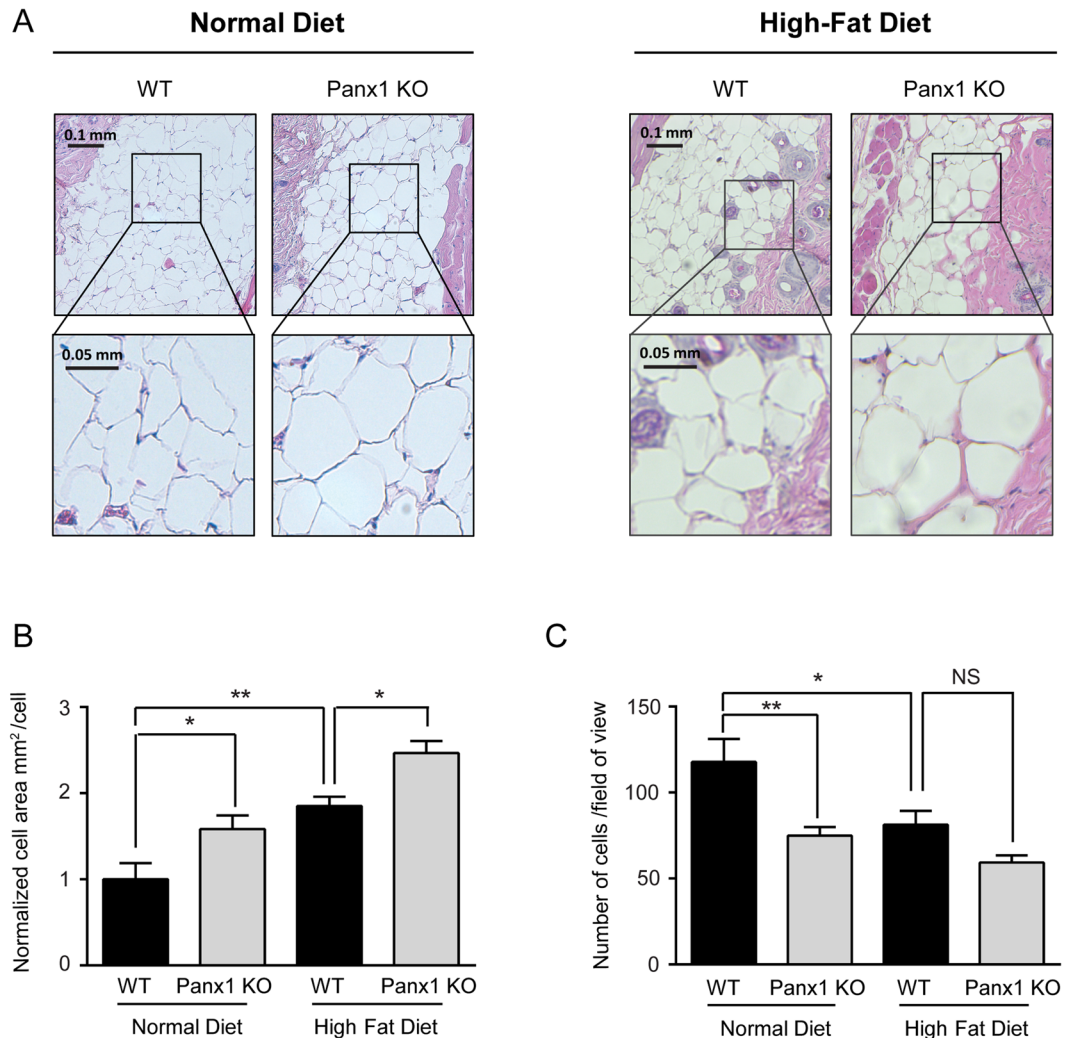 A
Normal Diet
High-Fat Diet
WT
Panx1 KO
WT
Panx1 KO
0.1 mm
0.1 mm
0.05 mm
0.05 mm
B
Normalized cell area mm²/cell
3
2
1
0
**
*
*
WT
Panx1 KO
WT
Panx1 KO
Normal Diet
High Fat Diet
C
Number of cells /field of view
150
100
50
0
*
**
NS
WT
Panx1 KO
WT
Panx1 KO
Normal Diet
High Fat Diet